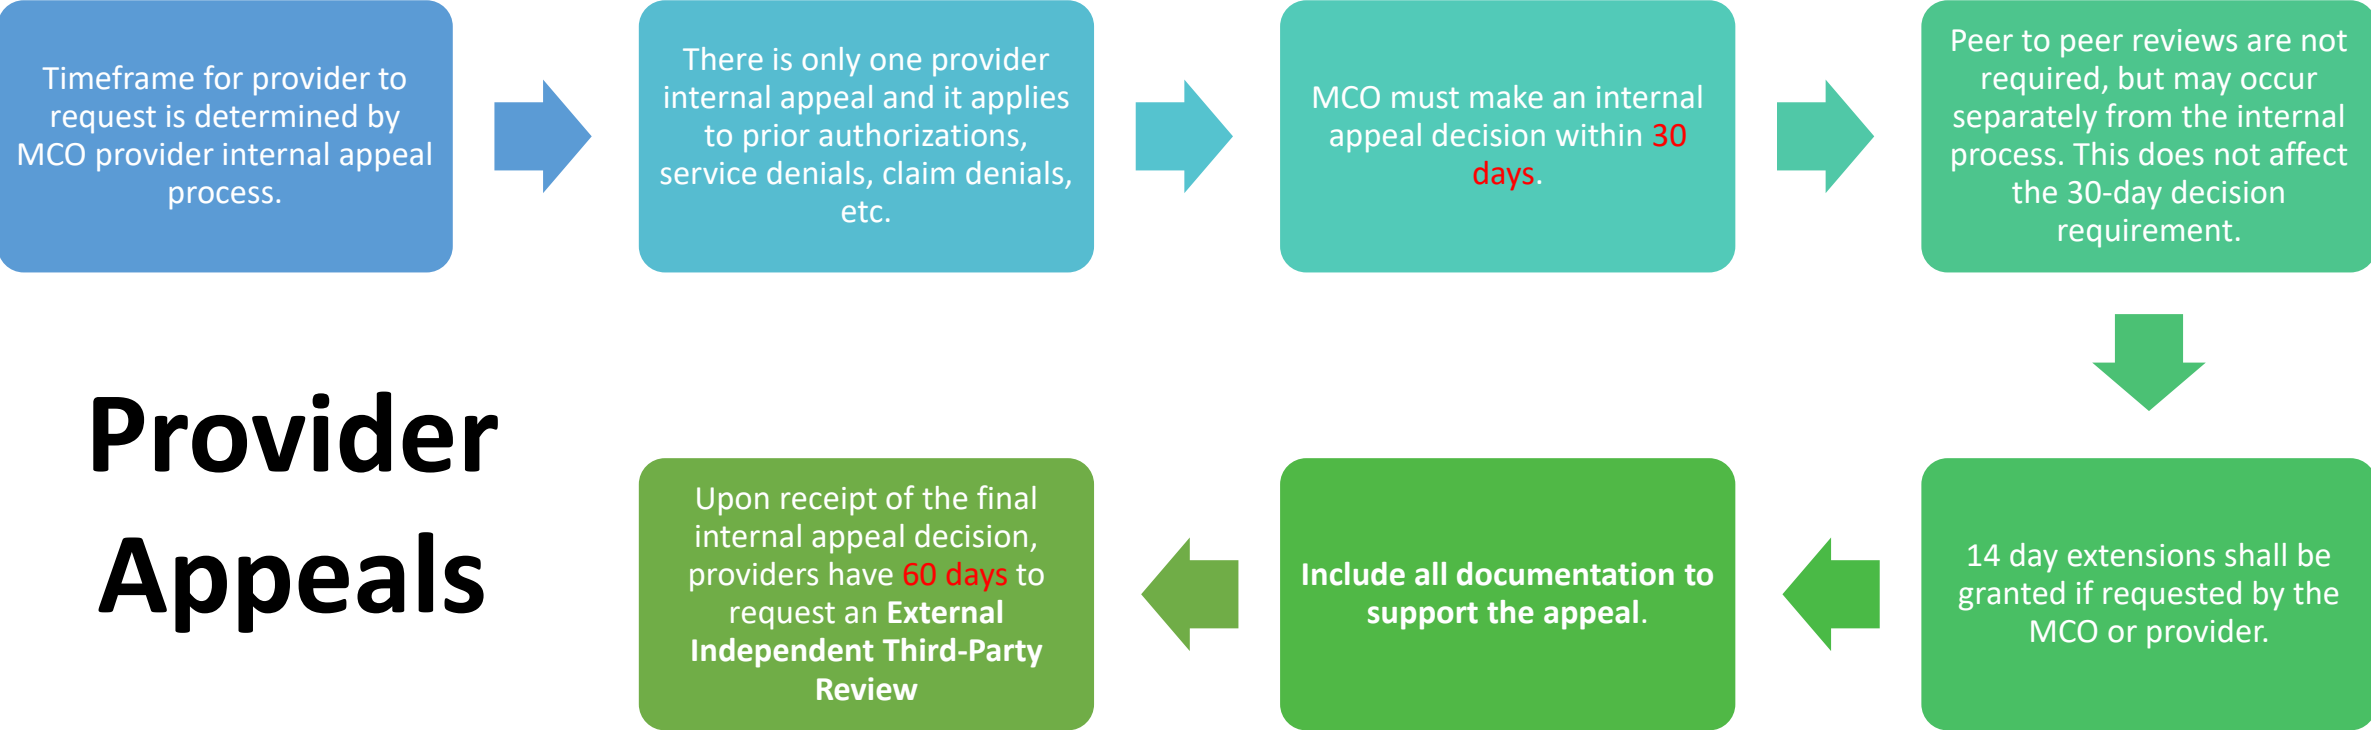 Timeframe for provider to
request is determined by
MCO provider internal appeal
process.
There is only one provider
internal appeal and it applies
to prior authorizations,
service denials, claim denials,
etc.
MCO must make an internal
appeal decision within 30
days.
Peer to peer reviews are not
required, but may occur
separately from the internal
process. This does not affect
the 30-day decision
requirement.
14 day extensions shall be
granted if requested by the
MCO or provider.
Include all documentation to
support the appeal.
Upon receipt of the final
internal appeal decision,
providers have 60 days to
request an External
Independent Third-Party
Review
Provider
Appeals